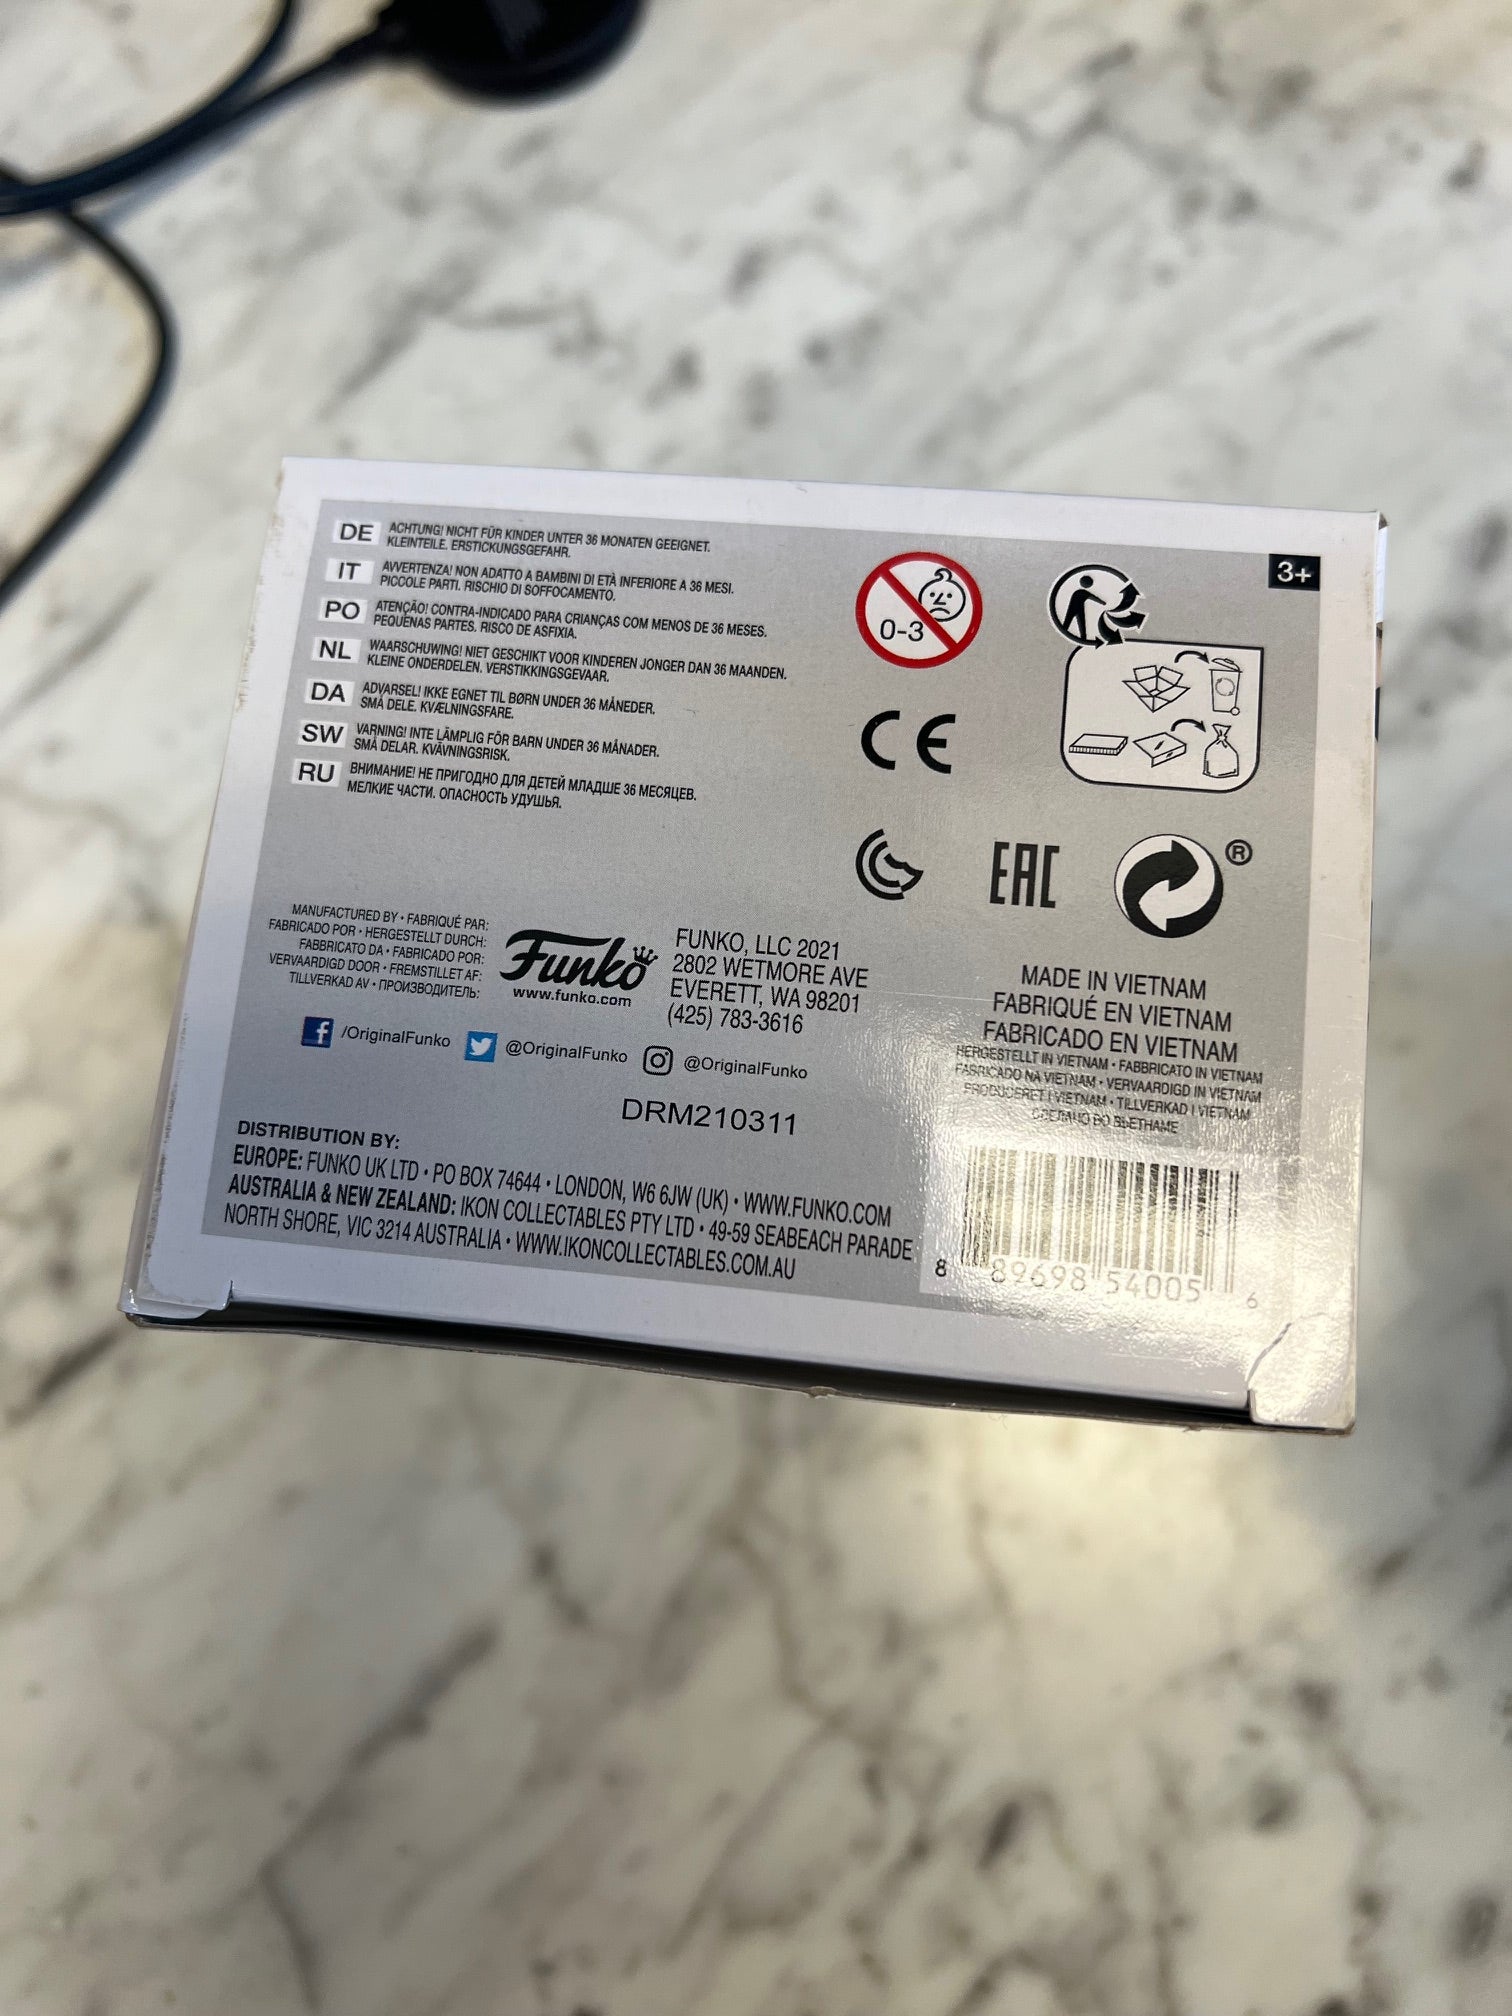 DE ACHTUNG! NICHT FÜR KINDER UNTER 36 MONATEN GEEIGNET.
KLEINTEILE. ERSTICKUNGSGEFAHR.
IT AVVERTENZA! NON ADATTO A BAMBINI DI ETÀ INFERIORE A 36 MESI.
PICCOLE PARTI. RISCHIO DI SOFFOCAMENTO.
PO ATENÇÃO! CONTRA-INDICADO PARA CRIANÇAS COM MENOS DE 36 MESES.
PEQUENAS PARTES. RISCO DE ASFIXIA.
NL WAARSCHUWING! NIET GESCHIKT VOOR KINDEREN JONGER DAN 36 MAANDEN.
KLEINE ONDERDELEN. VERSTIKKINGSGEVAAR.
DA ADVARSEL! IKKE EGNET TIL BØRN UNDER 36 MÅNEDER.
SMÅ DELE. KVÆLNINGSFARE.
SW VARNING! INTE LÄMPLIG FÖR BARN UNDER 36 MÅNADER.
SMÅ DELAR. KVÄVNINGSRISK.
RU ВНИМАНИЕ! НЕ ПРИГОДНО ДЛЯ ДЕТЕЙ МЛАДШЕ 36 МЕСЯЦЕВ.
МЕЛКИЕ ЧАСТИ. ОПАСНОСТЬ УДУШЬЯ.
0-3
3+
CE
EAC
®
MANUFACTURED BY • FABRIQUÉ PAR:
FABRICADO POR • HERGESTELLT DURCH:
FABBRICATO DA • FABRICADO POR:
VERVAARDIGD DOOR • FREMSTILLET AF:
TILLVERKAD AV • ПРОИЗВОДИТЕЛЬ:
Funko
www.funko.com
FUNKO, LLC 2021
2802 WETMORE AVE
EVERETT, WA 98201
(425) 783-3616
/OriginalFunko @OriginalFunko @OriginalFunko
DRM210311
MADE IN VIETNAM
FABRIQUÉ EN VIETNAM
FABRICADO EN VIETNAM
HERGESTELLT IN VIETNAM • FABBRICATO IN VIETNAM
FABRICADO NA VIETNAM • VERVAARDIGD IN VIETNAM
PRODUCERET I VIETNAM • TILLVERKAD I VIETNAM
СДЕЛАНО ВО ВЬЕТНАМЕ
DISTRIBUTION BY:
EUROPE: FUNKO UK LTD • PO BOX 74644 • LONDON, W6 6JW (UK) • WWW.FUNKO.COM
AUSTRALIA & NEW ZEALAND: IKON COLLECTABLES PTY LTD • 49-59 SEABEACH PARADE
NORTH SHORE, VIC 3214 AUSTRALIA • WWW.IKONCOLLECTABLES.COM.AU
8 89698 54005 6